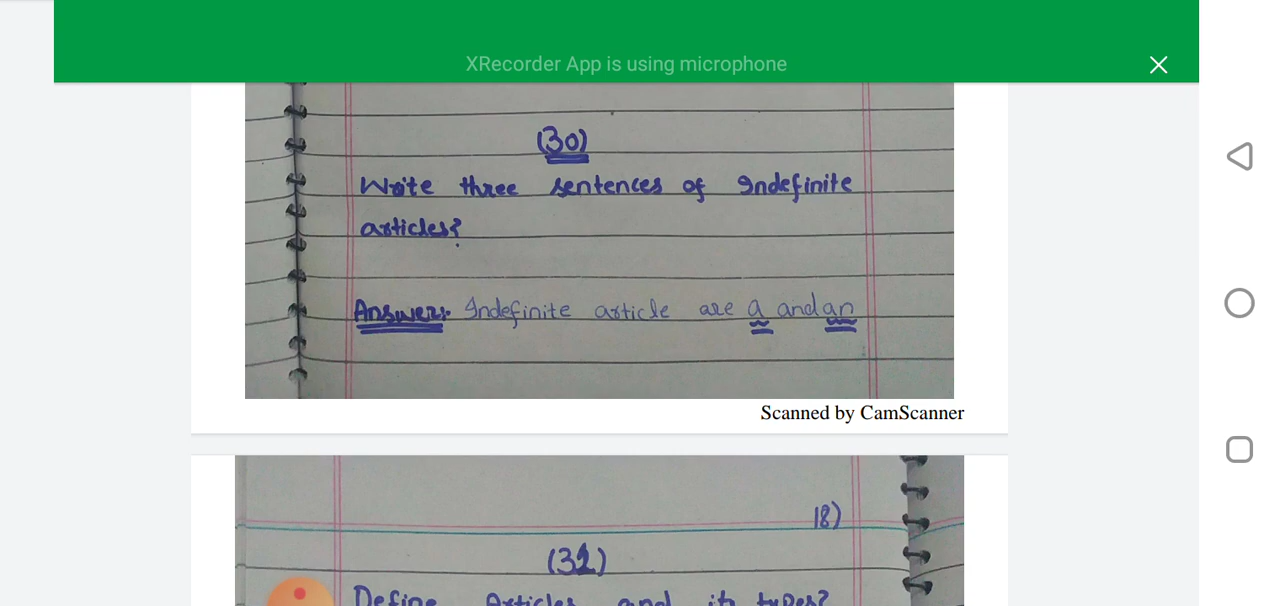 XRecorder App is using microphone
(30)
Write three sentences of Indefinite
articles?
Answer:- Indefinite article are a and an
Scanned by CamScanner
18)
(31)
Define Articles and its types?